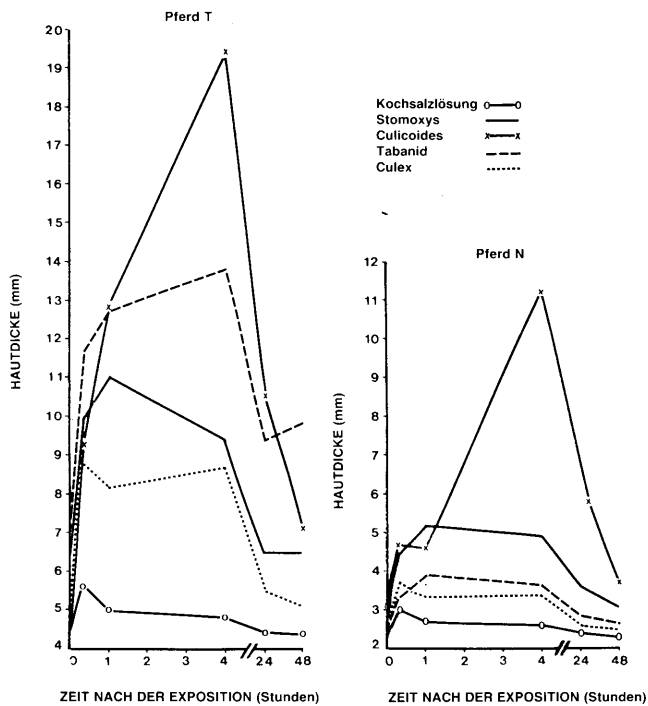 Pferd T
20
19
18
17
16
15
14
13
12
11
10
9
8
7
6
5
4
HAUTDICKE (mm)
0 1 2 3 4 24 48
ZEIT NACH DER EXPOSITION (Stunden)
Kochsalzlösung o—o
Stomoxys
Culicoides x—x
Tabanid
Culex
Pferd N
12
11
10
9
8
7
6
5
4
3
2
HAUTDICKE (mm)
0 1 2 3 4 24 48
ZEIT NACH DER EXPOSITION (Stunden)